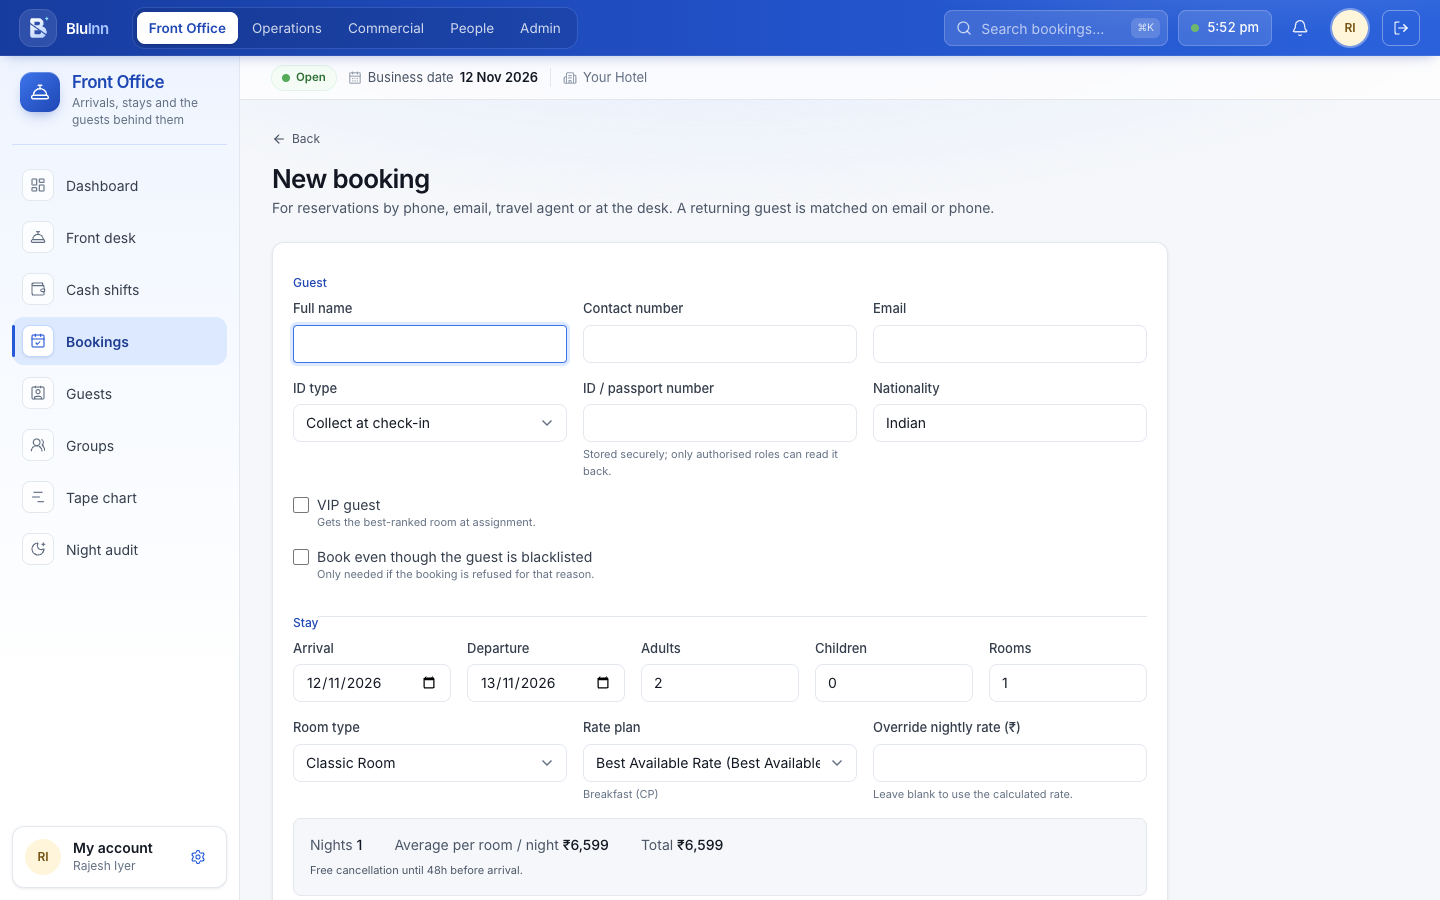 BluInn
Front Office
Operations
Commercial
People
Admin
Search bookings...
⌘K
5:52 pm
RI
Front Office
Arrivals, stays and the
guests behind them
Open
Business date 12 Nov 2026
Your Hotel
Dashboard
Front desk
Cash shifts
Bookings
Guests
Groups
Tape chart
Night audit
My account
Rajesh Iyer
RI
Back
New booking
For reservations by phone, email, travel agent or at the desk. A returning guest is matched on email or phone.
Guest
Full name
Contact number
Email
ID type
ID / passport number
Nationality
Collect at check-in
Indian
Stored securely; only authorised roles can read it
back.
VIP guest
Gets the best-ranked room at assignment.
Book even though the guest is blacklisted
Only needed if the booking is refused for that reason.
Stay
Arrival
Departure
Adults
Children
Rooms
12/11/2026
13/11/2026
2
0
1
Room type
Rate plan
Override nightly rate (₹)
Classic Room
Best Available Rate (Best Available
Breakfast (CP)
Leave blank to use the calculated rate.
Nights 1
Average per room / night ₹6,599
Total ₹6,599
Free cancellation until 48h before arrival.